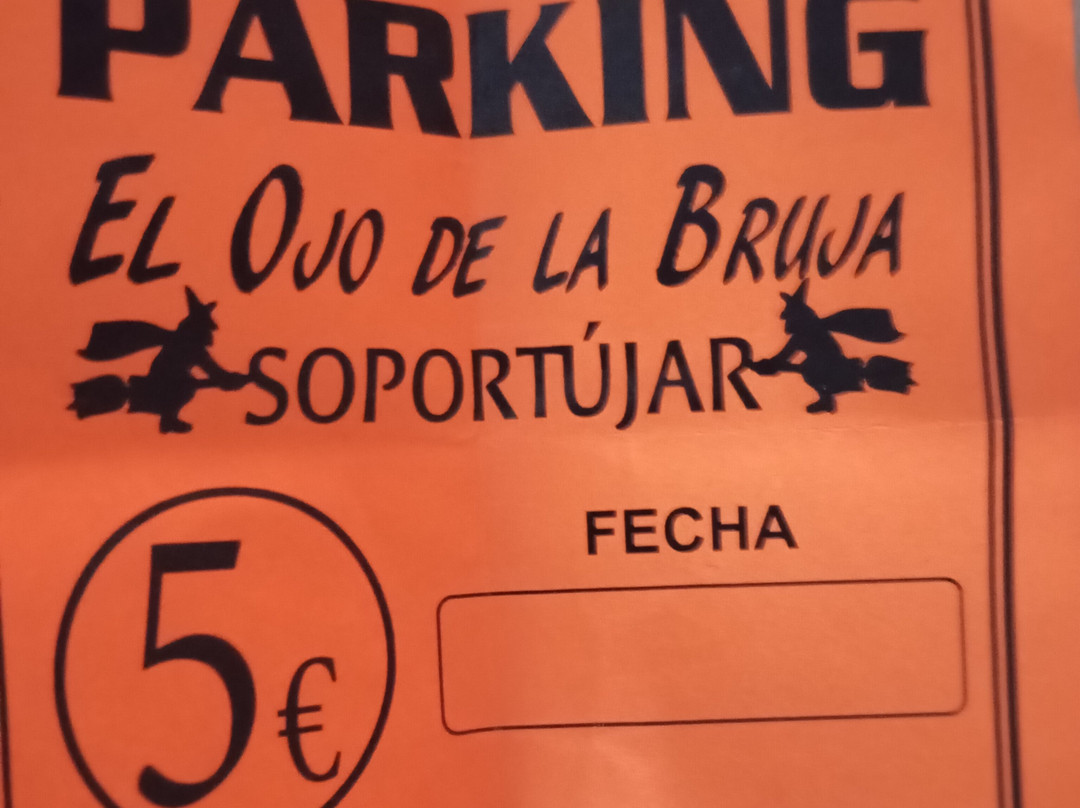 PARKING
EL OJO DE LA BRUJA
SOPORTÚJAR
FECHA
5€